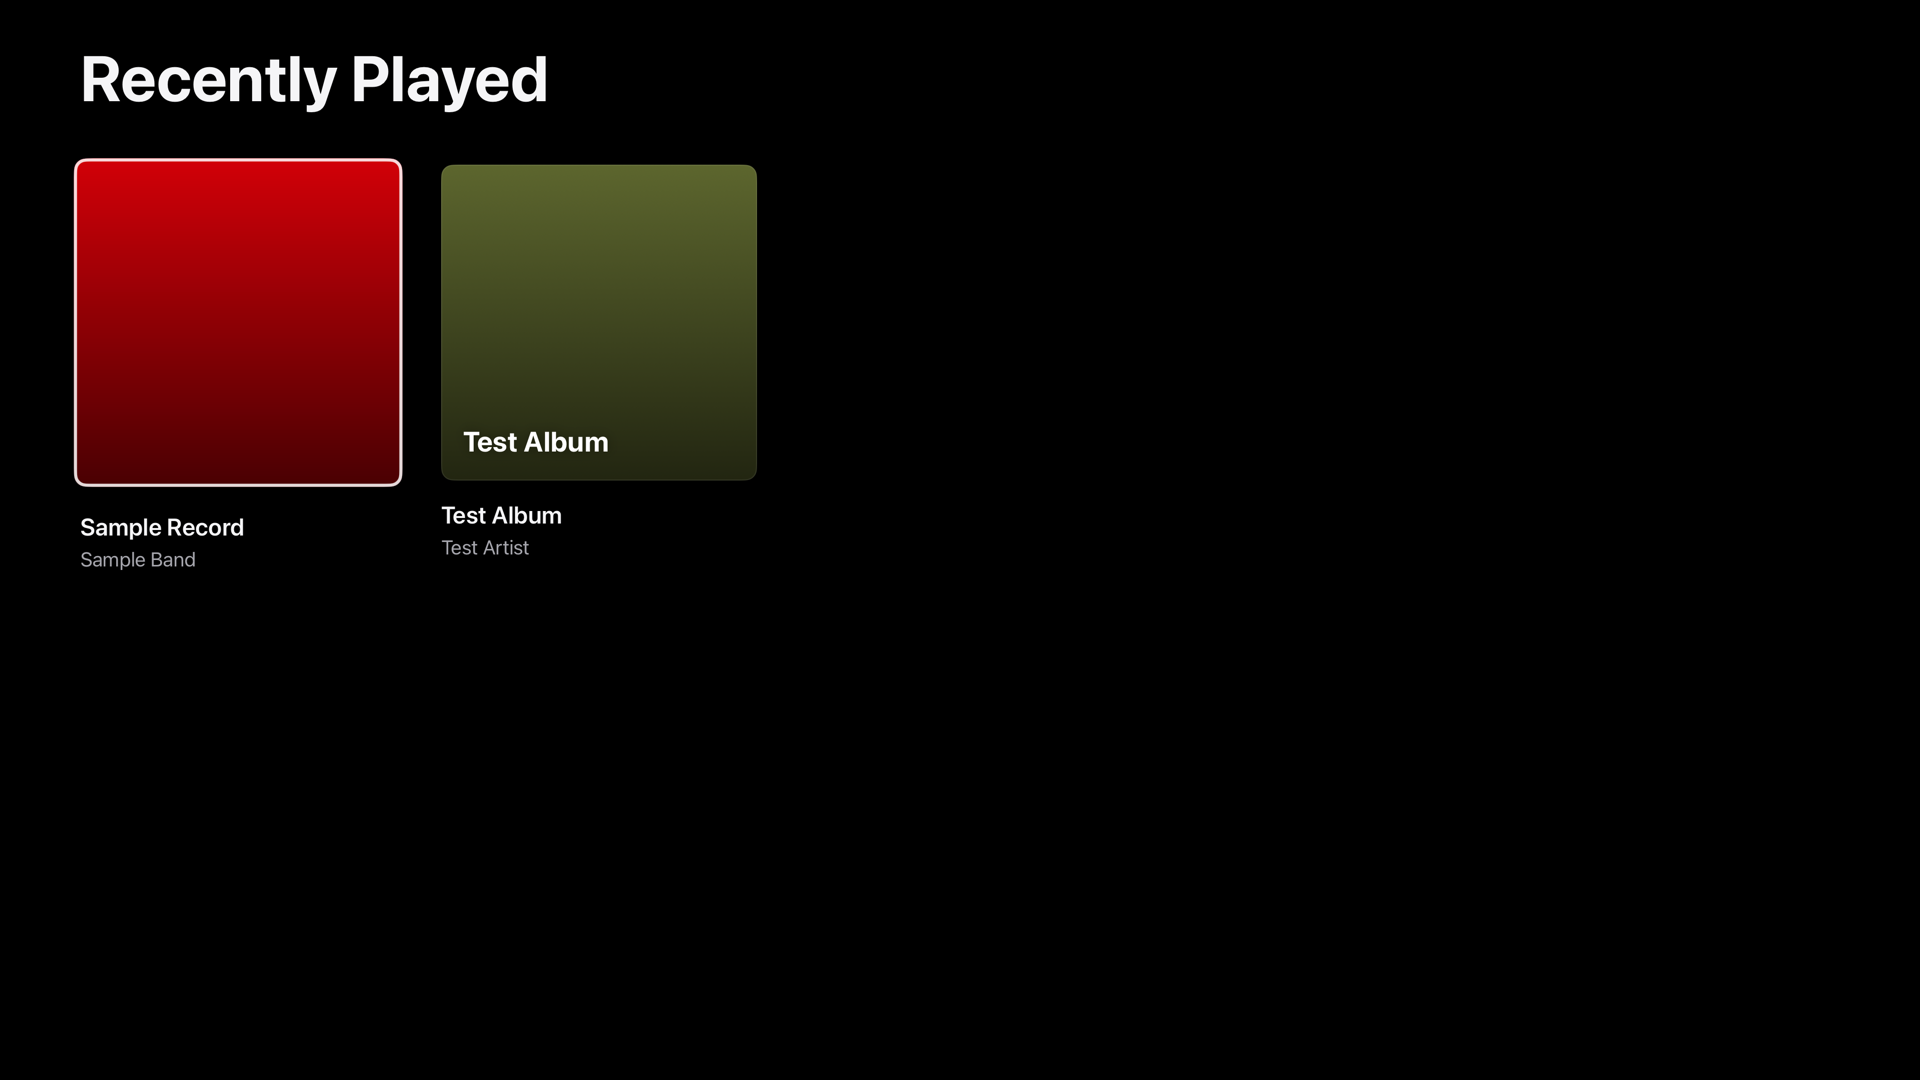 Recently Played
Sample Record
Sample Band
Test Album
Test Album
Test Artist